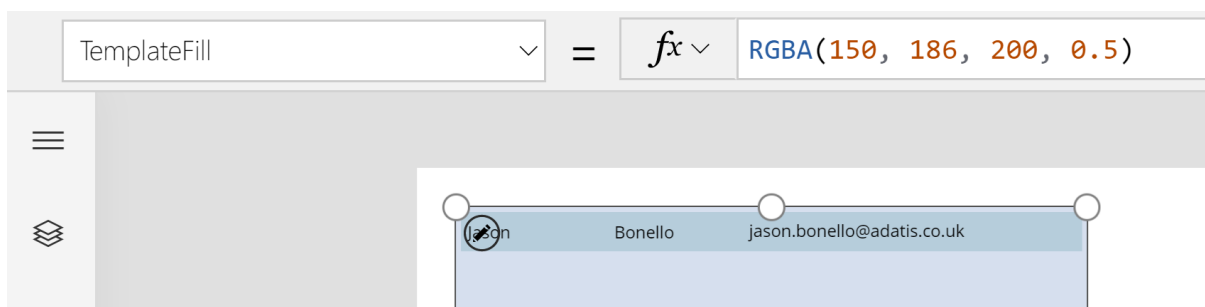 TemplateFill = fx RGBA(150, 186, 200, 0.5)
Jason Bonello jason.bonello@adatis.co.uk